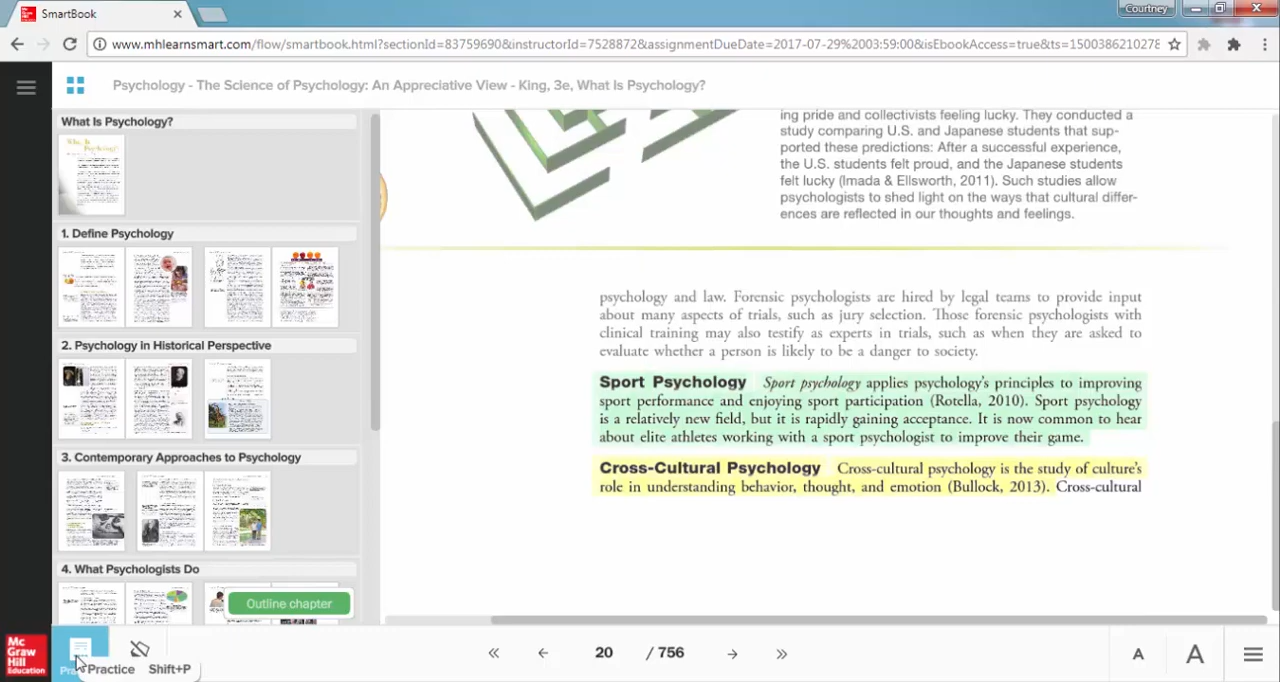 SmartBook
Courtney
www.mhlearnsmart.com/flow/smartbook.html?sectionId=83759690&instructorId=7528872&assignmentDueDate=2017-07-29%2003:59:00&isEbookAccess=true&ts=1500386210278
Psychology - The Science of Psychology: An Appreciative View - King, 3e, What Is Psychology?
What Is Psychology?
1. Define Psychology
2. Psychology in Historical Perspective
3. Contemporary Approaches to Psychology
4. What Psychologists Do
Outline chapter
ing pride and collectivists feeling lucky. They conducted a
study comparing U.S. and Japanese students that sup-
ported these predictions: After a successful experience,
the U.S. students felt proud, and the Japanese students
felt lucky (Imada & Ellsworth, 2011). Such studies allow
psychologists to shed light on the ways that cultural differ-
ences are reflected in our thoughts and feelings.
psychology and law. Forensic psychologists are hired by legal teams to provide input
about many aspects of trials, such as jury selection. Those forensic psychologists with
clinical training may also testify as experts in trials, such as when they are asked to
evaluate whether a person is likely to be a danger to society.
Sport Psychology Sport psychology applies psychology's principles to improving
sport performance and enjoying sport participation (Rotella, 2010). Sport psychology
is a relatively new field, but it is rapidly gaining acceptance. It is now common to hear
about elite athletes working with a sport psychologist to improve their game.
Cross-Cultural Psychology Cross-cultural psychology is the study of culture's
role in understanding behavior, thought, and emotion (Bullock, 2013). Cross-cultural
Mc
Graw
Hill
Education
Practice Shift+P
20 / 756
A A